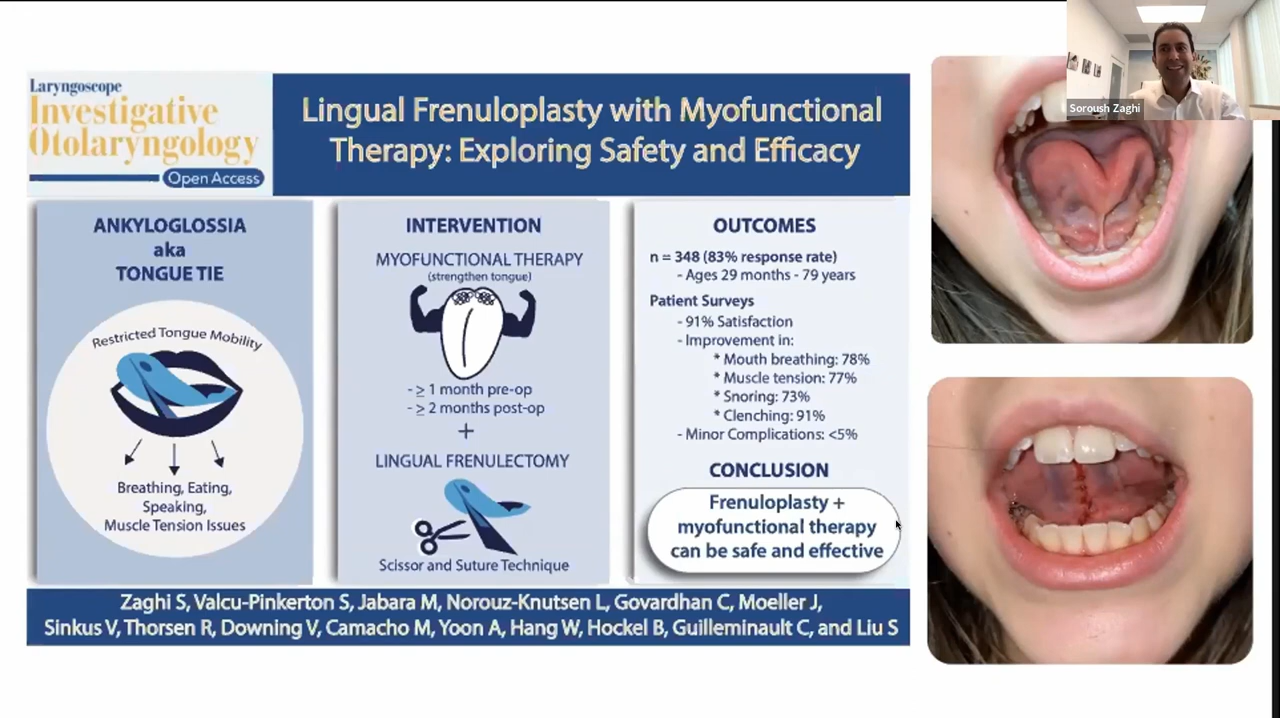 Laryngoscope
Investigative
Otolaryngology
Open Access
Lingual Frenuloplasty with Myofunctional
Therapy: Exploring Safety and Efficacy
ANKYLOGLOSSIA
aka
TONGUE TIE
Restricted Tongue Mobility
Breathing, Eating,
Speaking,
Muscle Tension Issues
INTERVENTION
MYOFUNCTIONAL THERAPY
(strengthen tongue)
- ≥ 1 month pre-op
- ≥ 2 months post-op
+
LINGUAL FRENULECTOMY
Scissor and Suture Technique
OUTCOMES
n = 348 (83% response rate)
- Ages 29 months - 79 years
Patient Surveys
- 91% Satisfaction
- Improvement in:
* Mouth breathing: 78%
* Muscle tension: 77%
* Snoring: 73%
* Clenching: 91%
- Minor Complications: <5%
CONCLUSION
Frenuloplasty +
myofunctional therapy
can be safe and effective
Zaghi S, Valcu-Pinkerton S, Jabara M, Norouz-Knutsen L, Govardhan C, Moeller J,
Sinkus V, Thorsen R, Downing V, Camacho M, Yoon A, Hang W, Hockel B, Guilleminault C, and Liu S
Soroush Zaghi